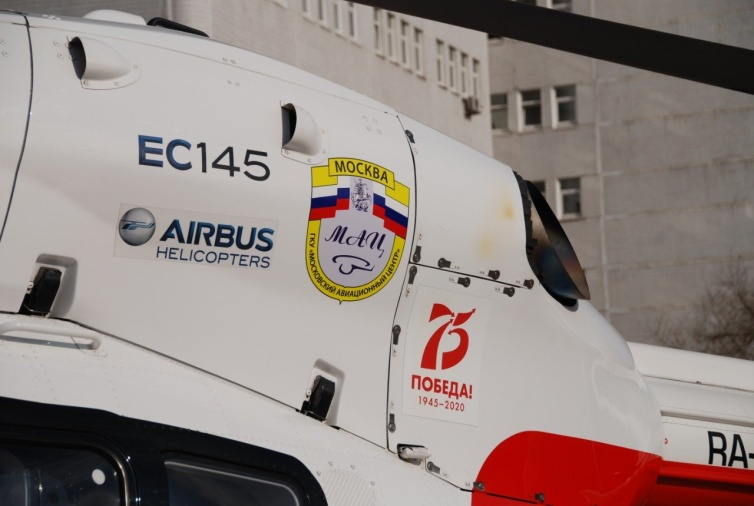 EC145
AIRBUS
HELICOPTERS
МОСКВА
МАЦ
ГКУ «МОСКОВСКИЙ АВИАЦИОННЫЙ ЦЕНТР»
75
ПОБЕДА!
1945–2020
RA-